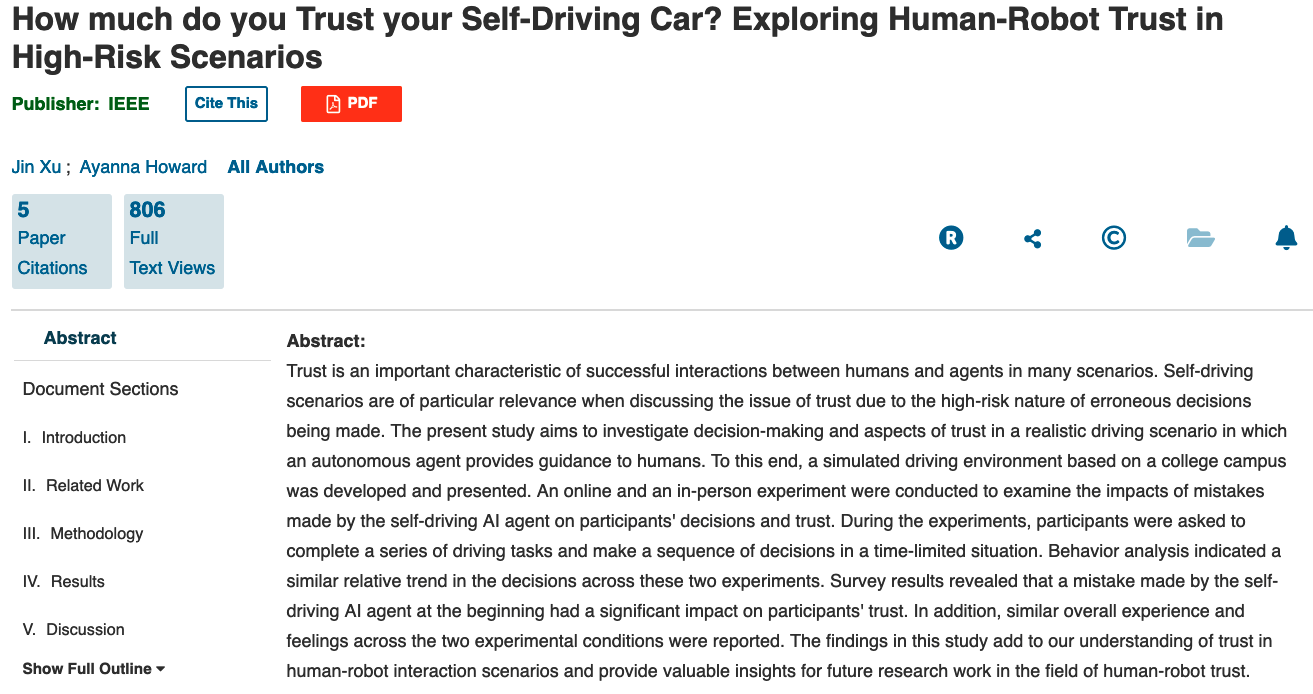 How much do you Trust your Self-Driving Car? Exploring Human-Robot Trust in
High-Risk Scenarios
Publisher: IEEE
Cite This
PDF
Jin Xu ; Ayanna Howard All Authors
5
Paper
Citations
806
Full
Text Views
R
C
Abstract
Document Sections
I. Introduction
II. Related Work
III. Methodology
IV. Results
V. Discussion
Show Full Outline
Abstract:
Trust is an important characteristic of successful interactions between humans and agents in many scenarios. Self-driving
scenarios are of particular relevance when discussing the issue of trust due to the high-risk nature of erroneous decisions
being made. The present study aims to investigate decision-making and aspects of trust in a realistic driving scenario in which
an autonomous agent provides guidance to humans. To this end, a simulated driving environment based on a college campus
was developed and presented. An online and an in-person experiment were conducted to examine the impacts of mistakes
made by the self-driving AI agent on participants' decisions and trust. During the experiments, participants were asked to
complete a series of driving tasks and make a sequence of decisions in a time-limited situation. Behavior analysis indicated a
similar relative trend in the decisions across these two experiments. Survey results revealed that a mistake made by the self-
driving AI agent at the beginning had a significant impact on participants' trust. In addition, similar overall experience and
feelings across the two experimental conditions were reported. The findings in this study add to our understanding of trust in
human-robot interaction scenarios and provide valuable insights for future research work in the field of human-robot trust.